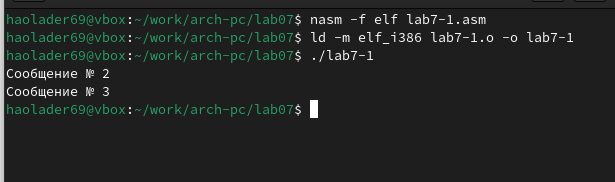 haolader69@vbox:~/work/arch-pc/lab07$ nasm -f elf lab7-1.asm
haolader69@vbox:~/work/arch-pc/lab07$ ld -m elf_i386 lab7-1.o -o lab7-1
haolader69@vbox:~/work/arch-pc/lab07$ ./lab7-1
Сообщение № 2
Сообщение № 3
haolader69@vbox:~/work/arch-pc/lab07$